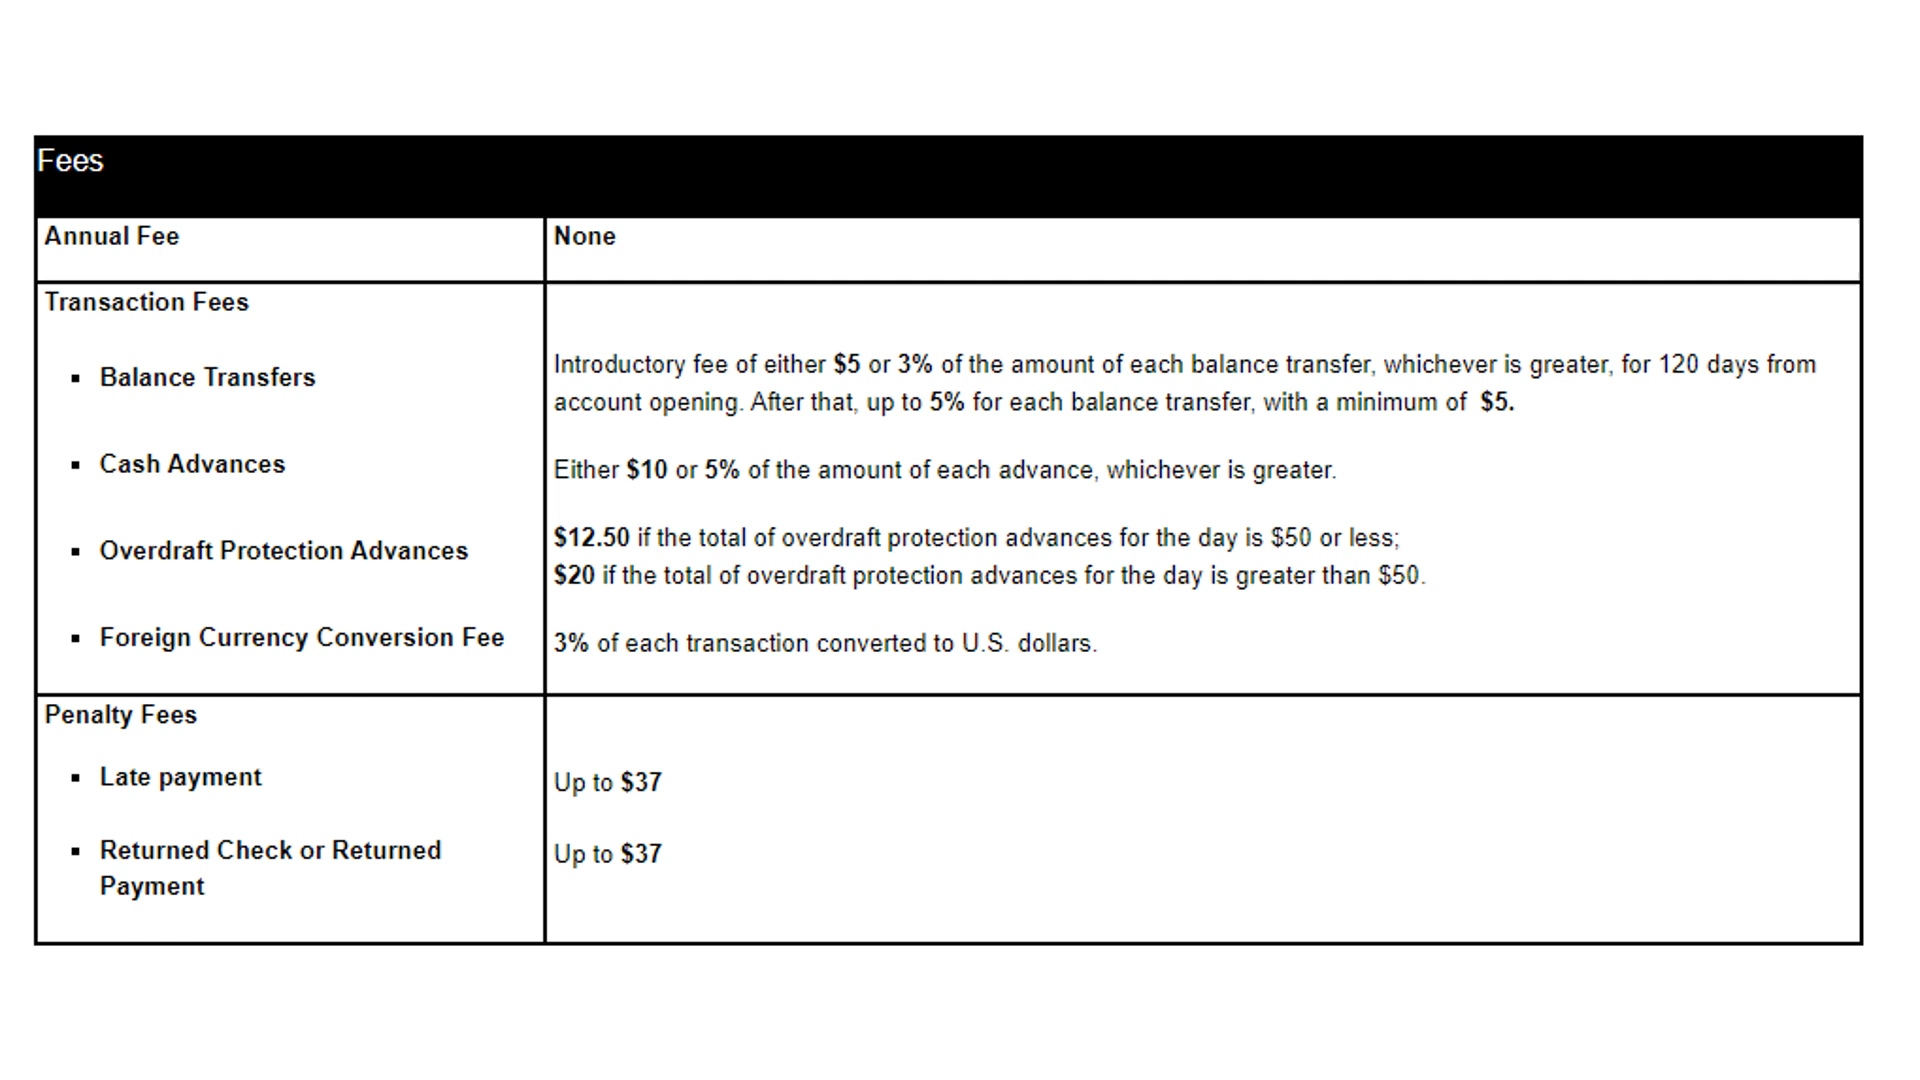 Fees
Annual Fee
None
Transaction Fees
▪ Balance Transfers
Introductory fee of either $5 or 3% of the amount of each balance transfer, whichever is greater, for 120 days from
account opening. After that, up to 5% for each balance transfer, with a minimum of $5.
▪ Cash Advances
Either $10 or 5% of the amount of each advance, whichever is greater.
▪ Overdraft Protection Advances
$12.50 if the total of overdraft protection advances for the day is $50 or less;
$20 if the total of overdraft protection advances for the day is greater than $50.
▪ Foreign Currency Conversion Fee
3% of each transaction converted to U.S. dollars.
Penalty Fees
▪ Late payment
Up to $37
▪ Returned Check or Returned
Payment
Up to $37